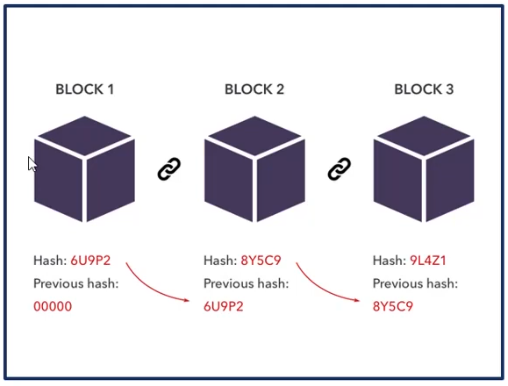 BLOCK 1
BLOCK 2
BLOCK 3
Hash: 6U9P2
Previous hash:
00000
Hash: 8Y5C9
Previous hash:
6U9P2
Hash: 9L4Z1
Previous hash:
8Y5C9